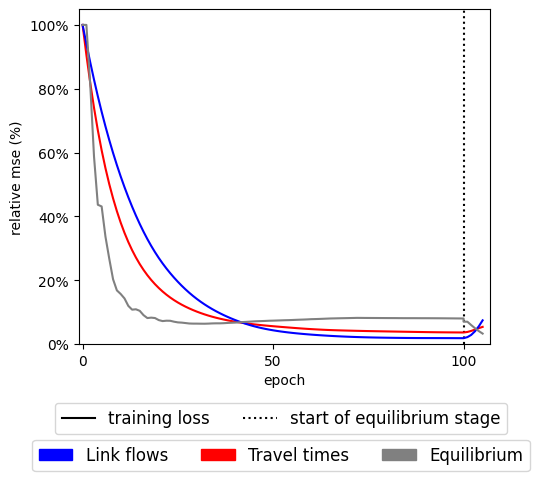 100%
80%
60%
40%
20%
0%
relative mse (%)
0 50 100
epoch
training loss start of equilibrium stage
Link flows Travel times Equilibrium